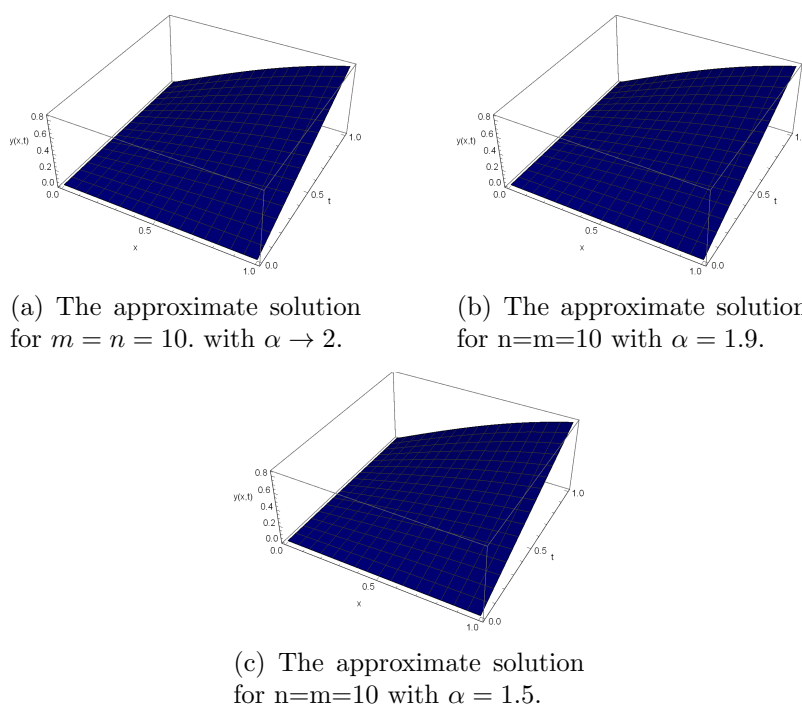 0.8
0.6
y(x,t)
0.4
0.2
0.0
0.0
0.5
x
1.0
0.0
0.5
t
1.0
0.8
0.6
y(x,t)
0.4
0.2
0.0
0.0
0.5
x
1.0
0.0
0.5
t
(a) The approximate solution
for m = n = 10. with α → 2.
(b) The approximate solution
for n=m=10 with α = 1.9.
0.8
0.6
y(x,t)
0.4
0.2
0.0
0.0
0.5
x
1.0
0.0
0.5
t
1.0
(c) The approximate solution
for n=m=10 with α = 1.5.